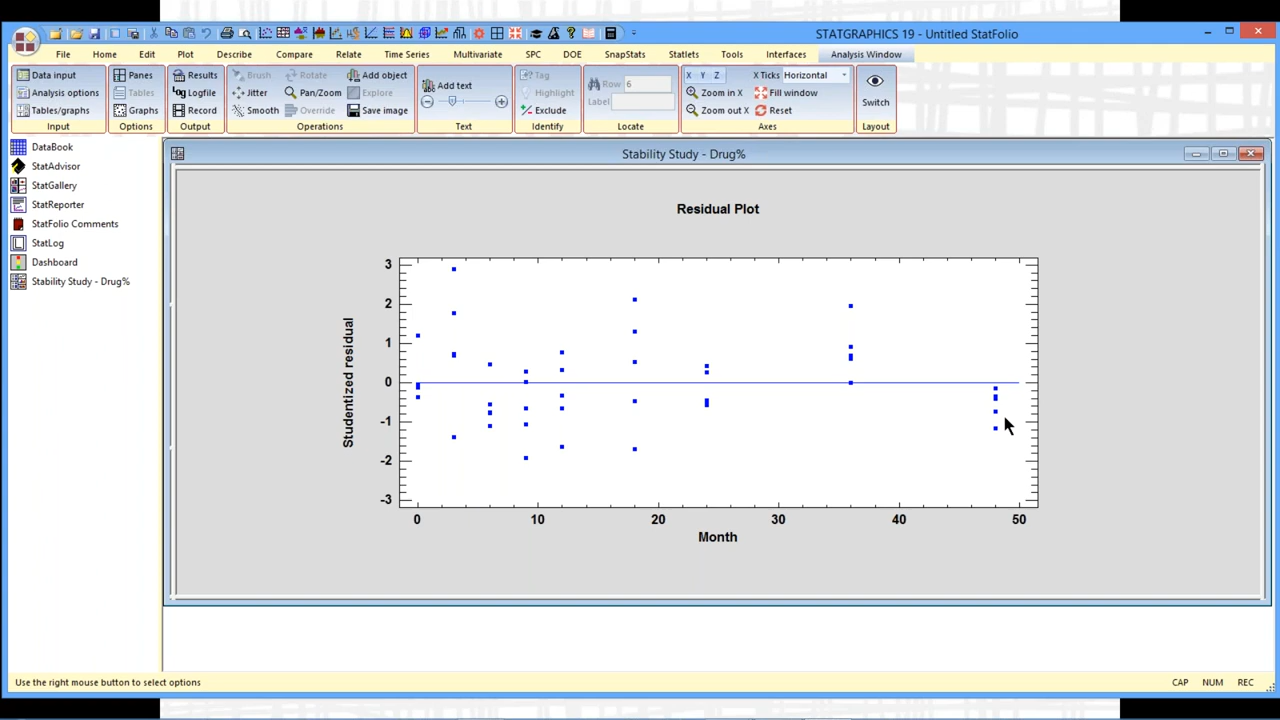 STATGRAPHICS 19 - Untitled StatFolio
File Home Edit Plot Describe Compare Relate Time Series Multivariate SPC DOE SnapStats Statlets Tools Interfaces Analysis Window
Data input Panes Results Brush Rotate Add object Add text Tag Row 6 X Y Z X Ticks Horizontal
Analysis options Tables Logfile Jitter Pan/Zoom Explore Highlight Label Zoom in X Fill window Switch
Tables/graphs Graphs Record Smooth Override Save image Exclude Zoom out X Reset
Input Options Output Operations Text Identify Locate Axes Layout
DataBook
StatAdvisor
StatGallery
StatReporter
StatFolio Comments
StatLog
Dashboard
Stability Study - Drug%
Stability Study - Drug%
Residual Plot
Studentized residual
3
2
1
0
-1
-2
-3
0 10 20 30 40 50
Month
Use the right mouse button to select options
CAP NUM REC